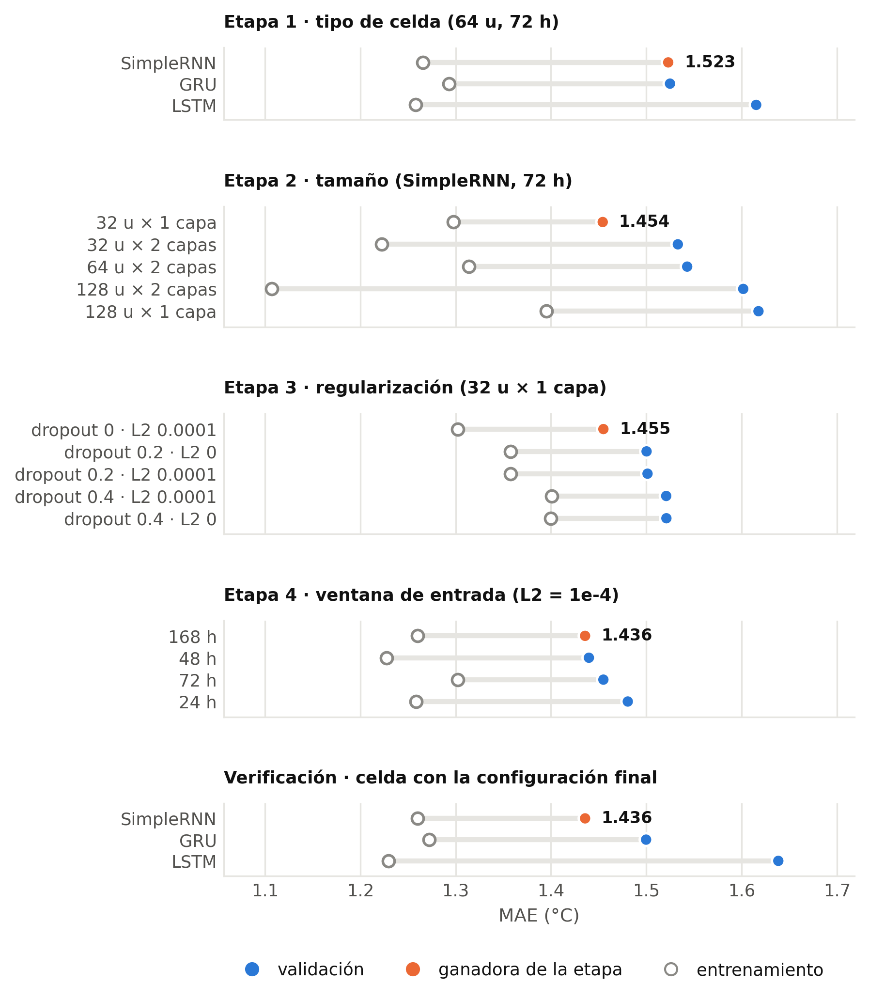 Etapa 1 · tipo de celda (64 u, 72 h)
SimpleRNN
1.523
GRU
LSTM
Etapa 2 · tamaño (SimpleRNN, 72 h)
32 u × 1 capa
1.454
32 u × 2 capas
64 u × 2 capas
128 u × 2 capas
128 u × 1 capa
Etapa 3 · regularización (32 u × 1 capa)
dropout 0 · L2 0.0001
1.455
dropout 0.2 · L2 0
dropout 0.2 · L2 0.0001
dropout 0.4 · L2 0.0001
dropout 0.4 · L2 0
Etapa 4 · ventana de entrada (L2 = 1e-4)
168 h
1.436
48 h
72 h
24 h
Verificación · celda con la configuración final
SimpleRNN
1.436
GRU
LSTM
1.1 1.2 1.3 1.4 1.5 1.6 1.7
MAE (°C)
validación ganadora de la etapa entrenamiento